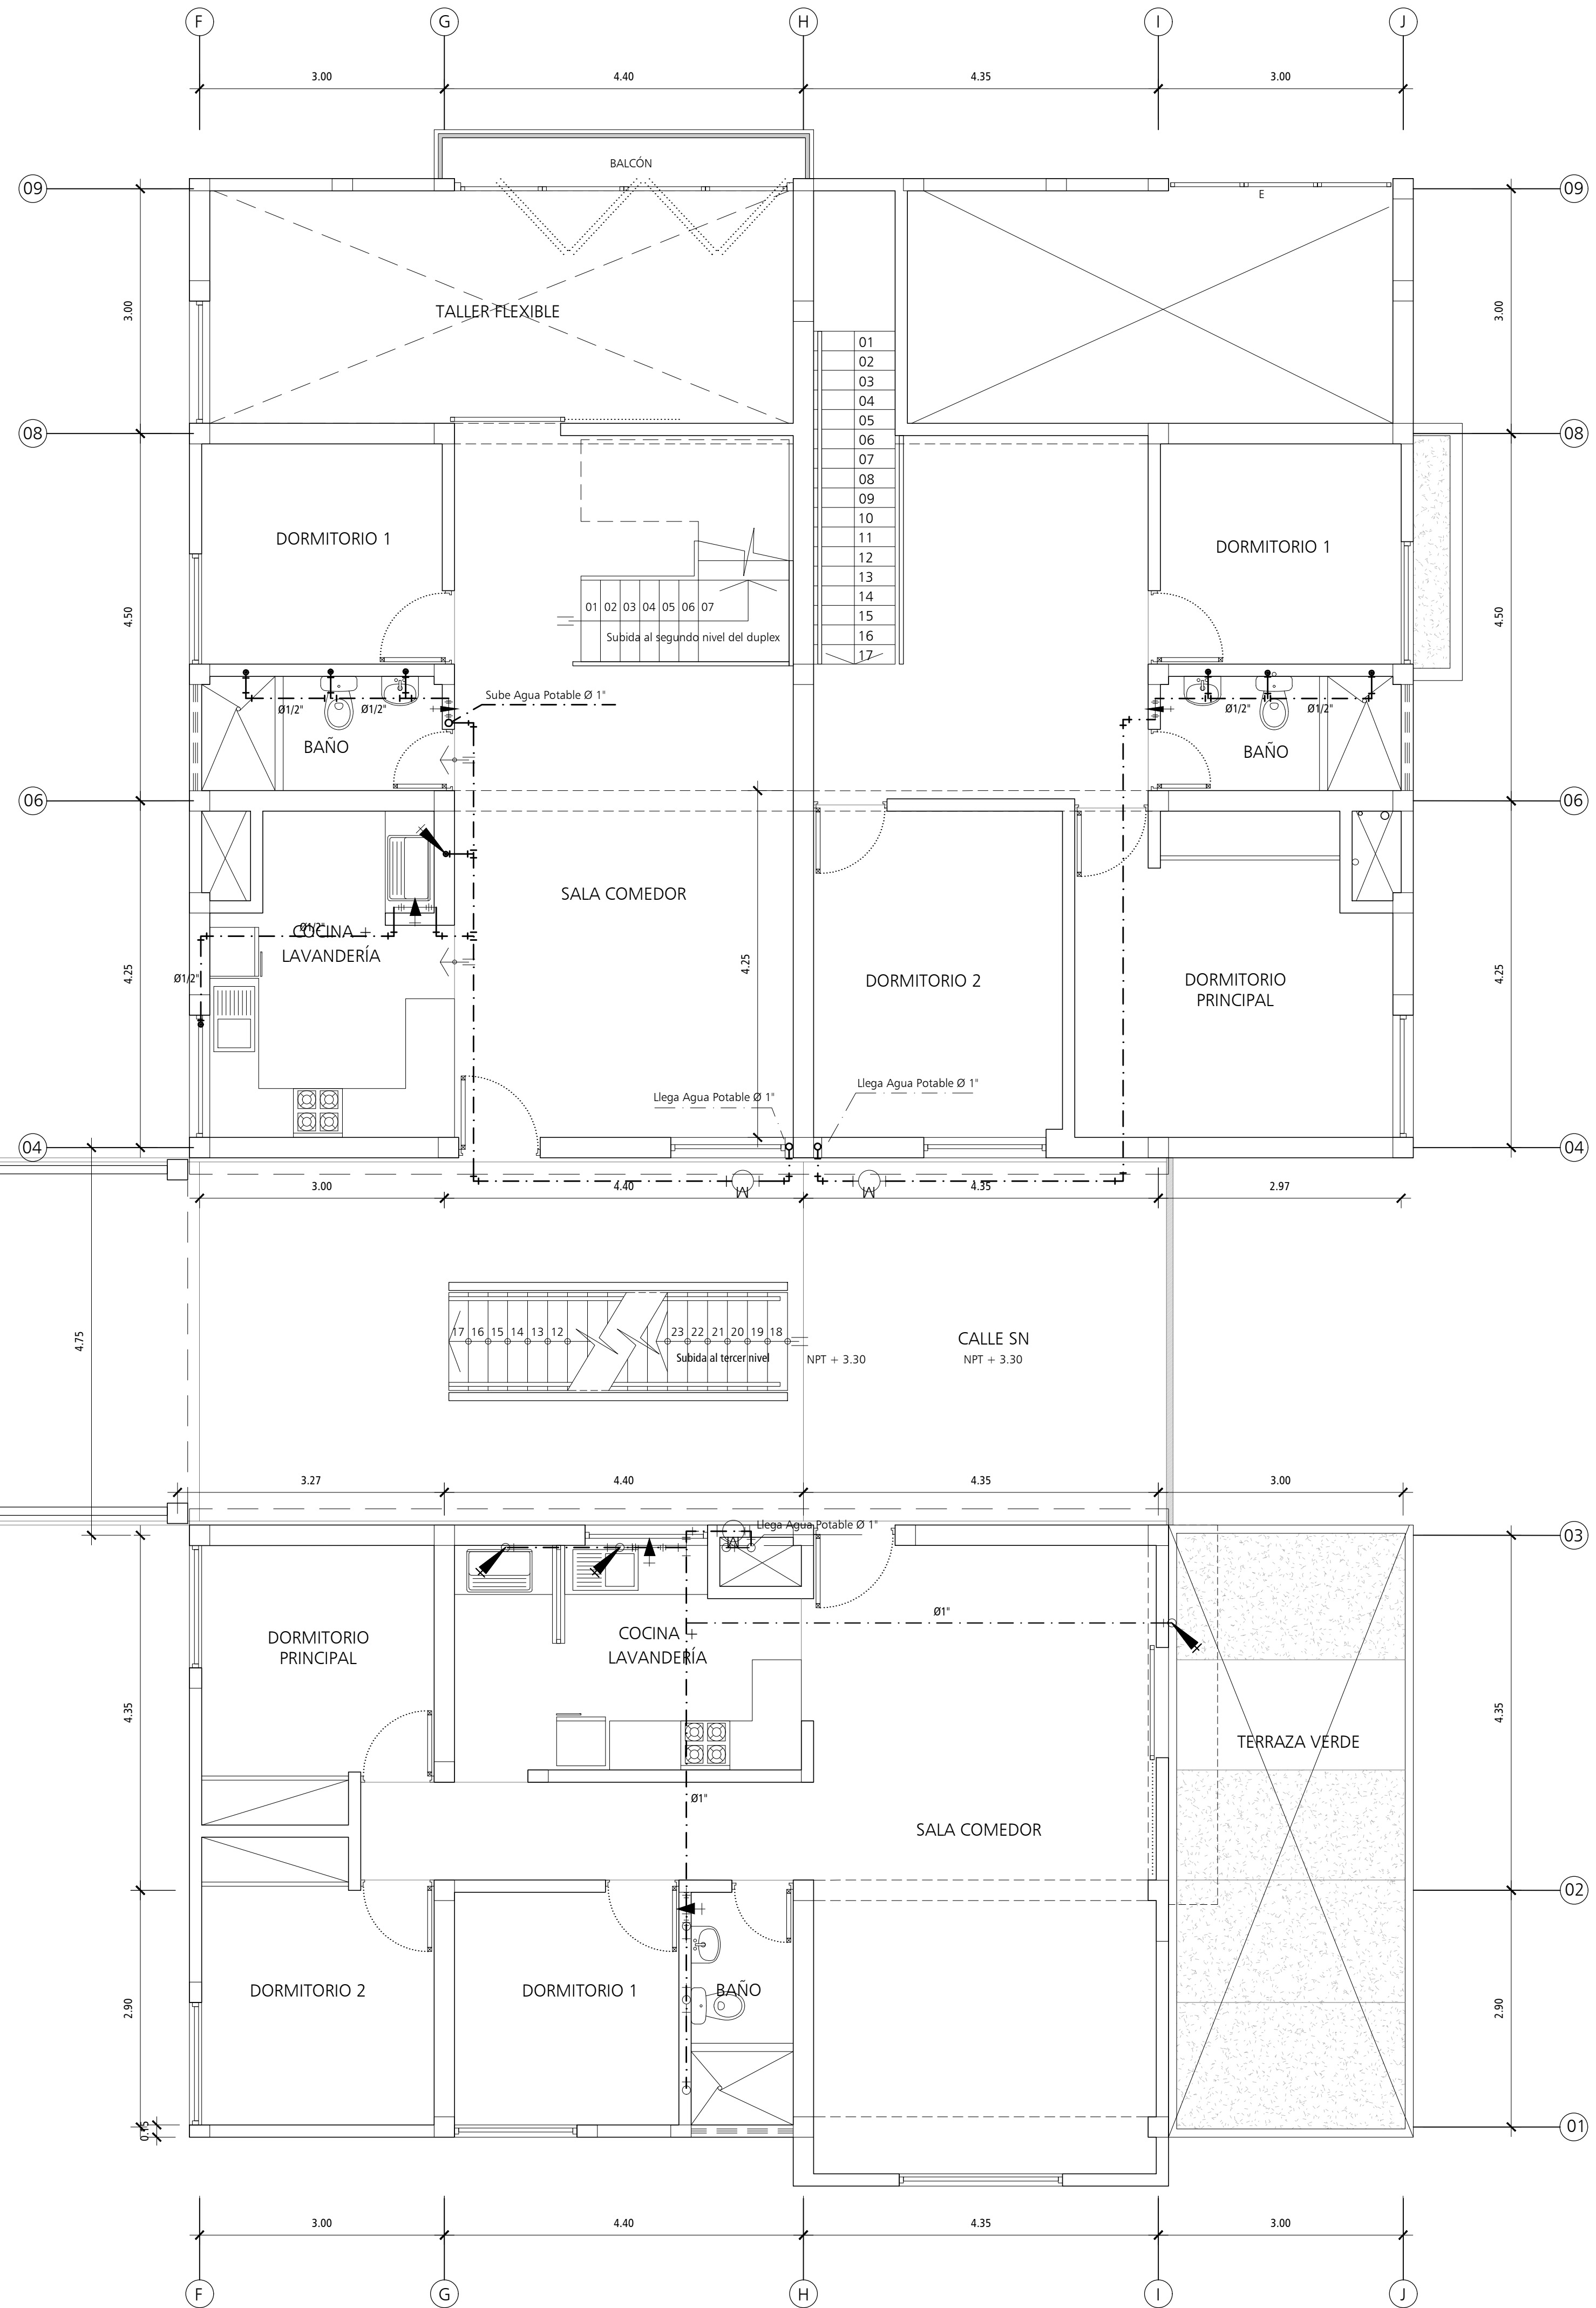 F G H I J
3.00 4.40 4.35 3.00
BALCÓN
09 09
E
3.00 TALLER FLEXIBLE 3.00
01
02
03
04
05
08 08
06
07
08
09
10
11
12
13
14
15
16
17
DORMITORIO 1 DORMITORIO 1
4.50 4.50
01 02 03 04 05 06 07
Subida al segundo nivel del duplex
Sube Agua Potable Ø 1"
Ø1/2" Ø1/2" Ø1/2" Ø1/2"
BAÑO BAÑO
06 06
SALA COMEDOR
Ø1/2"
COCINA +
LAVANDERÍA
Ø1/2"
4.25 4.25 4.25
DORMITORIO 2
DORMITORIO
PRINCIPAL
Llega Agua Potable Ø 1"
Llega Agua Potable Ø 1"
04 04
M M
3.00 4.40 4.35 2.97
4.75
17 16 15 14 13 12 23 22 21 20 19 18
Subida al tercer nivel
NPT + 3.30
CALLE SN
NPT + 3.30
3.27 4.40 4.35 3.00
M
Llega Agua Potable Ø 1"
03
Ø1"
DORMITORIO
PRINCIPAL
COCINA +
LAVANDERÍA
4.35 4.35
TERRAZA VERDE
Ø1"
SALA COMEDOR
02
DORMITORIO 2 DORMITORIO 1 BAÑO
2.90 2.90
0.15
01
3.00 4.40 4.35 3.00
F G H I J